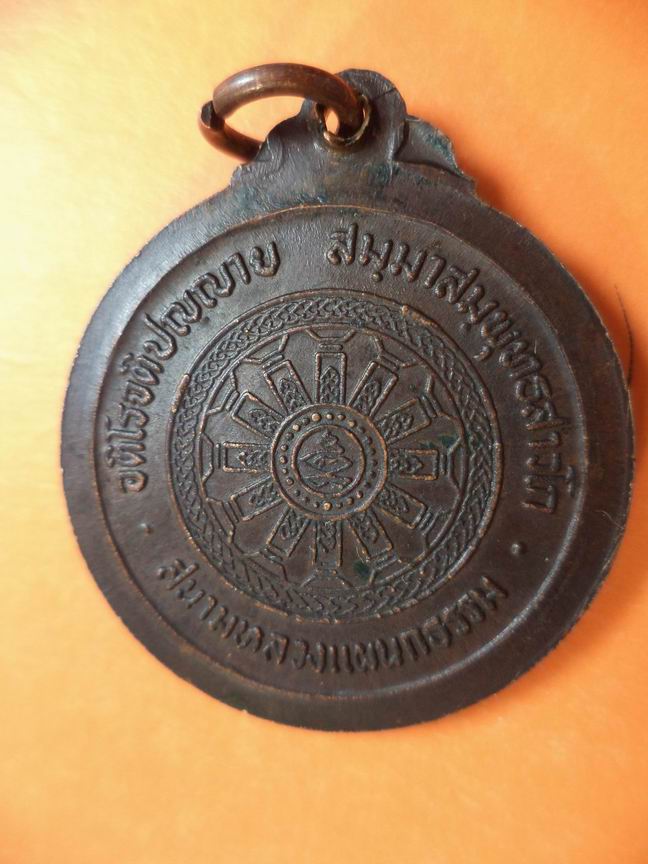 อติโรจติปญฺญาย สมฺมาสมฺพุทฺธสาวโก
สนามหลวงแผนกธรรม